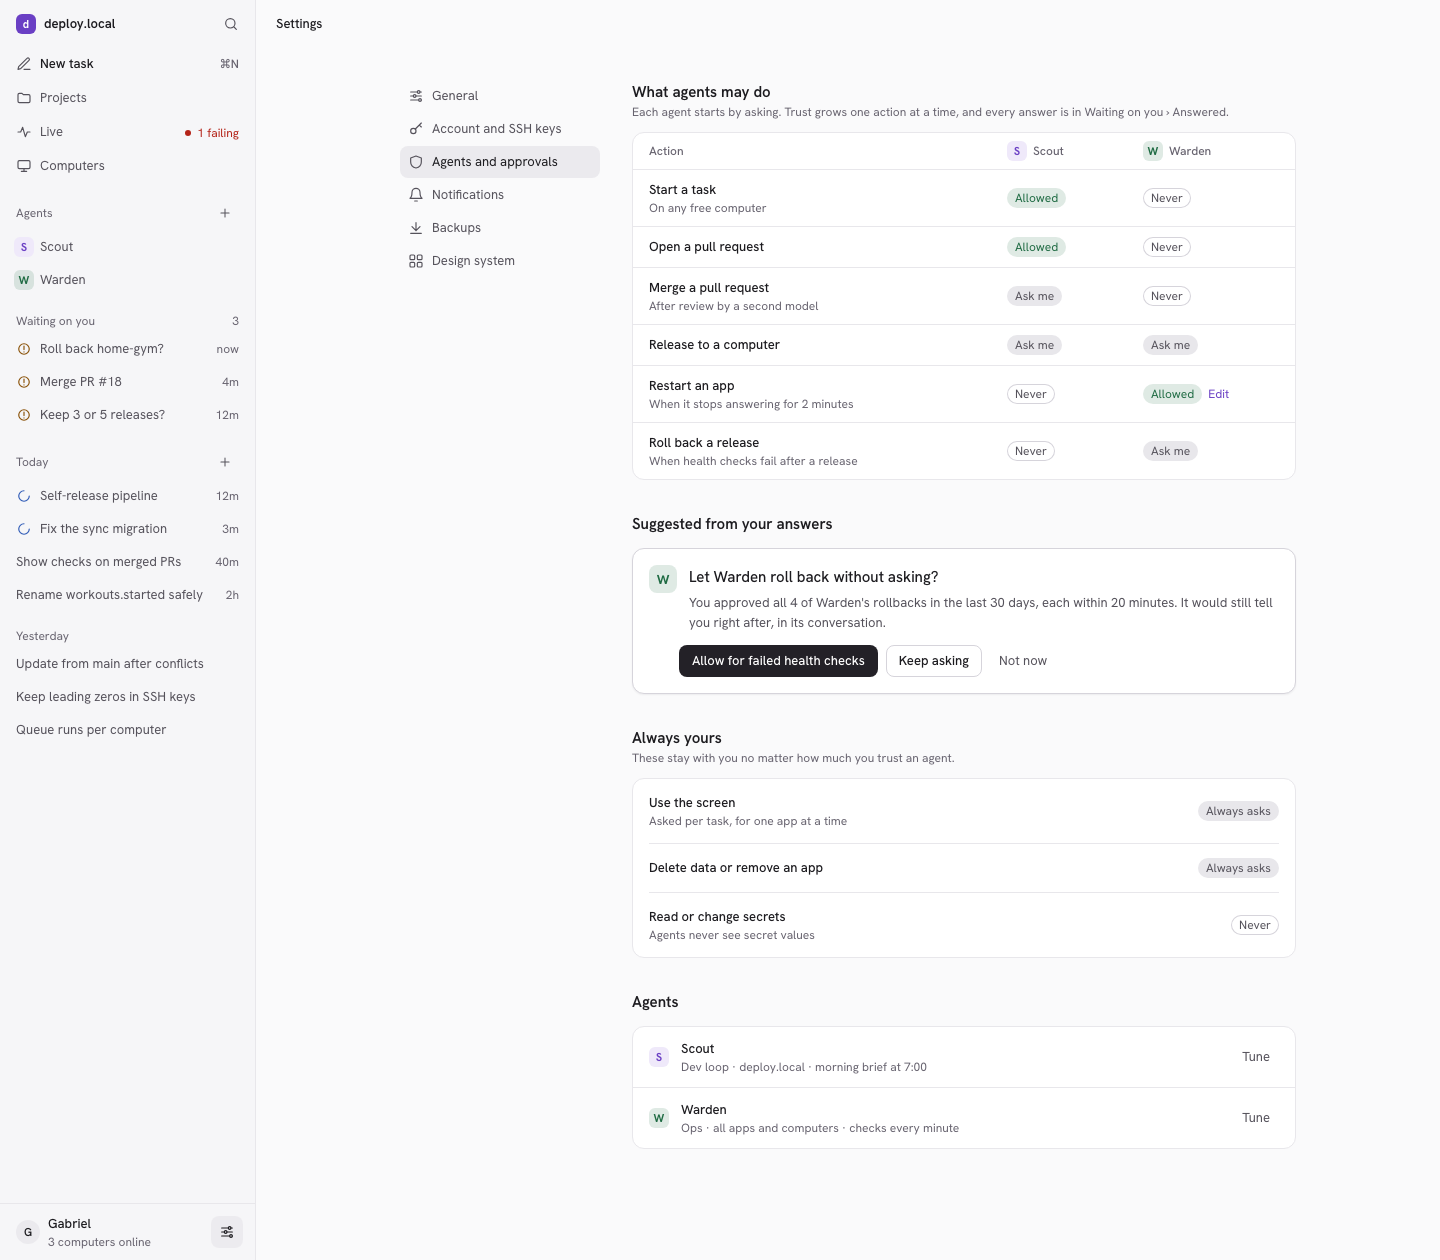 d deploy.local
New task ⌘N
Projects
Live 1 failing
Computers
Agents
S Scout
W Warden
Waiting on you 3
Roll back home-gym? now
Merge PR #18 4m
Keep 3 or 5 releases? 12m
Today
Self-release pipeline 12m
Fix the sync migration 3m
Show checks on merged PRs 40m
Rename workouts.started safely 2h
Yesterday
Update from main after conflicts
Keep leading zeros in SSH keys
Queue runs per computer
G Gabriel
3 computers online
Settings
General
Account and SSH keys
Agents and approvals
Notifications
Backups
Design system
What agents may do
Each agent starts by asking. Trust grows one action at a time, and every answer is in Waiting on you › Answered.
Action S Scout W Warden
Start a task
On any free computer
Allowed Never
Open a pull request Allowed Never
Merge a pull request
After review by a second model
Ask me Never
Release to a computer Ask me Ask me
Restart an app
When it stops answering for 2 minutes
Never Allowed Edit
Roll back a release
When health checks fail after a release
Never Ask me
Suggested from your answers
W Let Warden roll back without asking?
You approved all 4 of Warden's rollbacks in the last 30 days, each within 20 minutes. It would still tell
you right after, in its conversation.
Allow for failed health checks Keep asking Not now
Always yours
These stay with you no matter how much you trust an agent.
Use the screen
Asked per task, for one app at a time
Always asks
Delete data or remove an app Always asks
Read or change secrets
Agents never see secret values
Never
Agents
S Scout
Dev loop · deploy.local · morning brief at 7:00
Tune
W Warden
Ops · all apps and computers · checks every minute
Tune